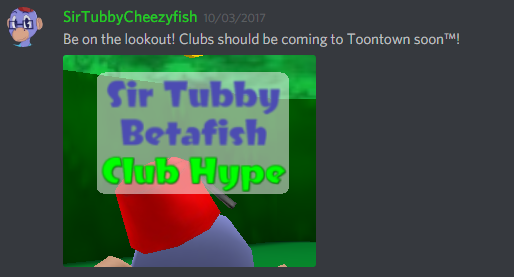 SirTubbyCheezyfish 10/03/2017
Be on the lookout! Clubs should be coming to Toontown soon™!
Sir Tubby
Betafish
Club Hype